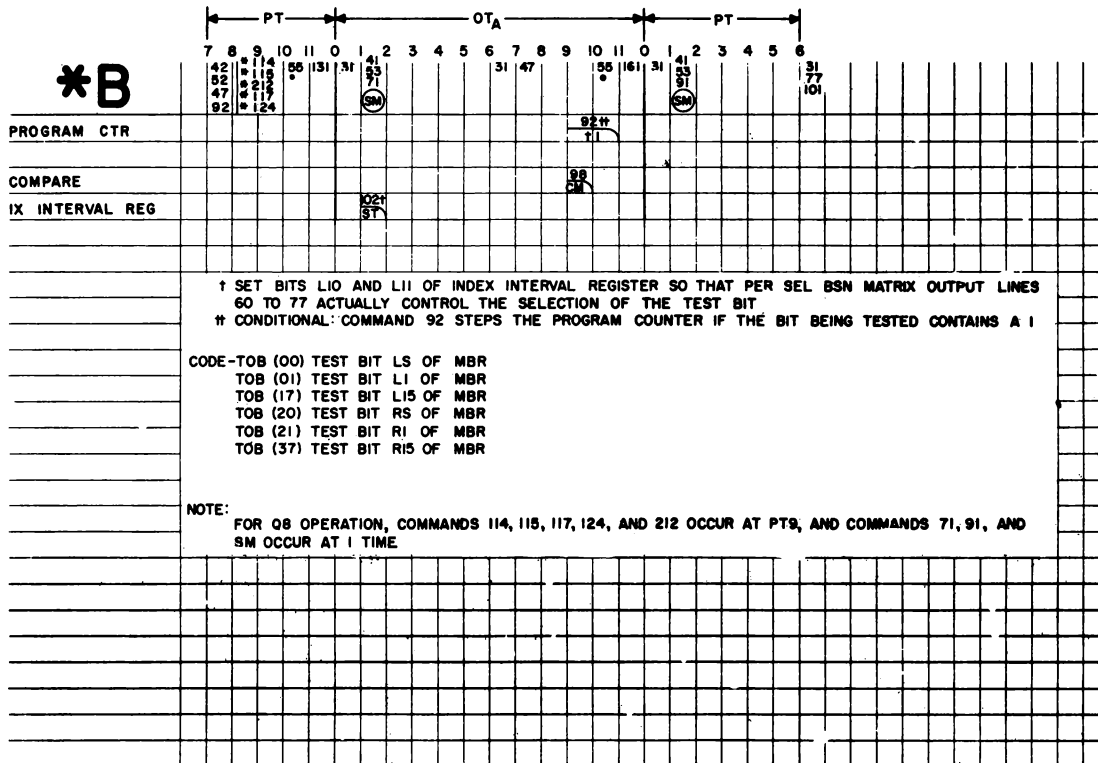 PT OTA PT
7 8 9 10 11 0 1 2 3 4 5 6 7 8 9 10 11 0 1 2 3 4 5 6
*B
42 * 114 55 131 31 41 31 47 55 161 31 41 31
52 * 115 * 53 * 53 77
47 * 212 71 91 101
92 * 117 SM SM
* 124
PROGRAM CTR 92††
† 1
COMPARE 98
CM
IX INTERVAL REG 102†
ST
† SET BITS L10 AND L11 OF INDEX INTERVAL REGISTER SO THAT PER SEL BSN MATRIX OUTPUT LINES
60 TO 77 ACTUALLY CONTROL THE SELECTION OF THE TEST BIT
†† CONDITIONAL: COMMAND 92 STEPS THE PROGRAM COUNTER IF THE BIT BEING TESTED CONTAINS A 1
CODE-TOB (00) TEST BIT LS OF MBR
TOB (01) TEST BIT L1 OF MBR
TOB (17) TEST BIT L15 OF MBR
TOB (20) TEST BIT RS OF MBR
TOB (21) TEST BIT R1 OF MBR
TOB (37) TEST BIT R15 OF MBR
NOTE:
FOR Q8 OPERATION, COMMANDS 114, 115, 117, 124, AND 212 OCCUR AT PT9, AND COMMANDS 71, 91, AND
SM OCCUR AT 1 TIME